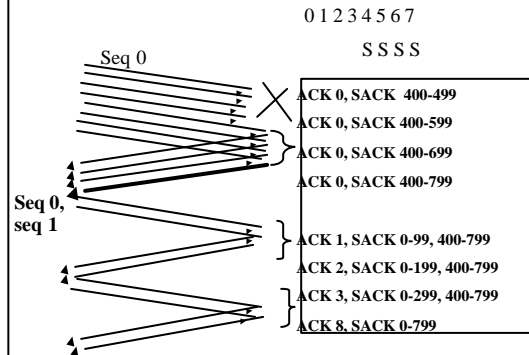 0 1 2 3 4 5 6 7
S S S S
Seq 0
ACK 0, SACK 400-499
ACK 0, SACK 400-599
ACK 0, SACK 400-699
ACK 0, SACK 400-799
Seq 0,
seq 1
ACK 1, SACK 0-99, 400-799
ACK 2, SACK 0-199, 400-799
ACK 3, SACK 0-299, 400-799
ACK 8, SACK 0-799